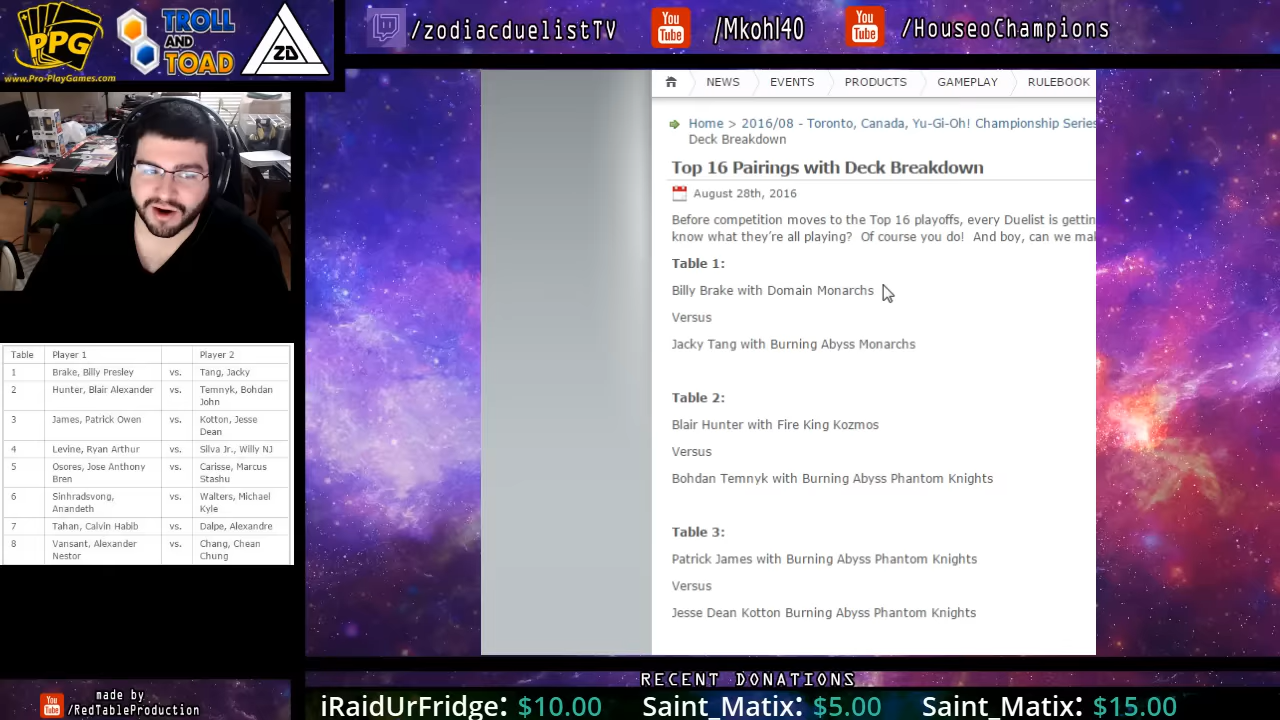 PPG
www.Pro-PlayGames.com
TROLL
AND
TOAD
ZD
/zodiacduelistTV
You
Tube
/Mkohl40
You
Tube
/HouseoChampions
NEWS
EVENTS
PRODUCTS
GAMEPLAY
RULEBOOK
Home > 2016/08 - Toronto, Canada, Yu-Gi-Oh! Championship Series
Deck Breakdown
Top 16 Pairings with Deck Breakdown
August 28th, 2016
Before competition moves to the Top 16 playoffs, every Duelist is gettin
know what they're all playing? Of course you do! And boy, can we mal
Table 1:
Billy Brake with Domain Monarchs
Versus
Jacky Tang with Burning Abyss Monarchs
Table 2:
Blair Hunter with Fire King Kozmos
Versus
Bohdan Temnyk with Burning Abyss Phantom Knights
Table 3:
Patrick James with Burning Abyss Phantom Knights
Versus
Jesse Dean Kotton Burning Abyss Phantom Knights
Table Player 1 Player 2
1 Brake, Billy Presley vs. Tang, Jacky
2 Hunter, Blair Alexander vs. Temnyk, Bohdan
John
3 James, Patrick Owen vs. Kotton, Jesse
Dean
4 Levine, Ryan Arthur vs. Silva Jr., Willy NJ
5 Osores, Jose Anthony vs. Carisse, Marcus
Bren Stashu
6 Sinhradsvong, vs. Walters, Michael
Anandeth Kyle
7 Tahan, Calvin Habib vs. Dalpe, Alexandre
8 Vansant, Alexander vs. Chang, Chean
Nestor Chung
made by
You
Tube
/RedTableProduction
RECENT DONATIONS
iRaidUrFridge: $10.00 Saint_Matix: $5.00 Saint_Matix: $15.00